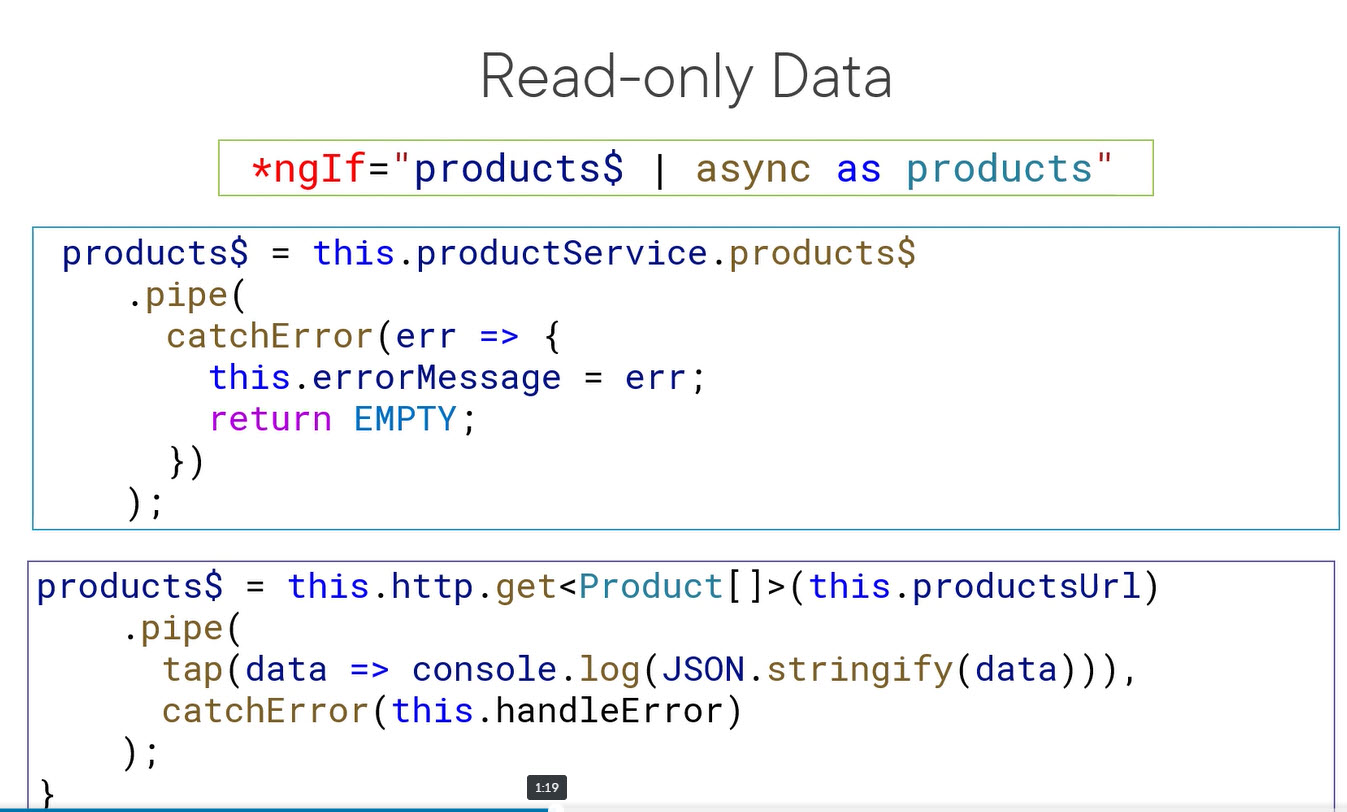 Read-only Data
*ngIf="products$ | async as products"
products$ = this.productService.products$
.pipe(
catchError(err => {
this.errorMessage = err;
return EMPTY;
})
);
products$ = this.http.get<Product[]>(this.productsUrl)
.pipe(
tap(data => console.log(JSON.stringify(data))),
catchError(this.handleError)
);
}
1:19